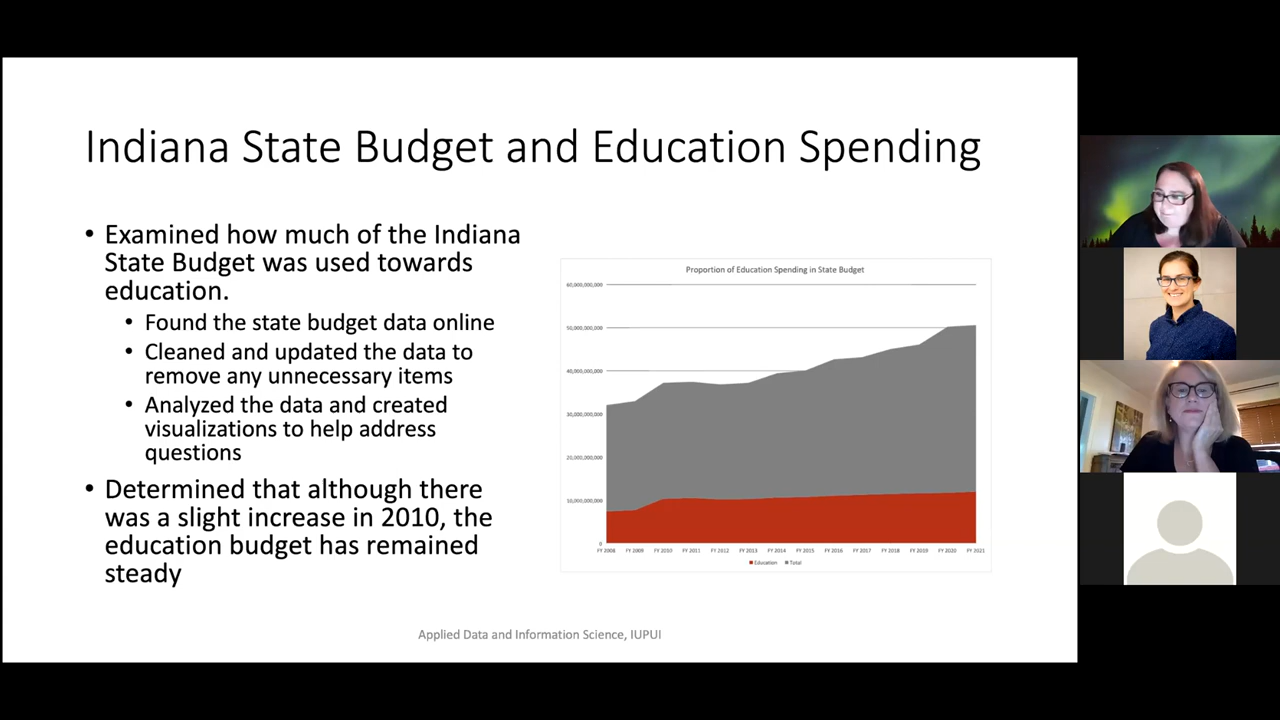 Indiana State Budget and Education Spending
• Examined how much of the Indiana
State Budget was used towards
education.
• Found the state budget data online
• Cleaned and updated the data to
remove any unnecessary items
• Analyzed the data and created
visualizations to help address
questions
• Determined that although there
was a slight increase in 2010, the
education budget has remained
steady
Proportion of Education Spending in State Budget
60,000,000,000
50,000,000,000
40,000,000,000
30,000,000,000
20,000,000,000
10,000,000,000
0
FY 2008 FY 2009 FY 2010 FY 2011 FY 2012 FY 2013 FY 2014 FY 2015 FY 2016 FY 2017 FY 2018 FY 2019 FY 2020 FY 2021
Education Total
Applied Data and Information Science, IUPUI